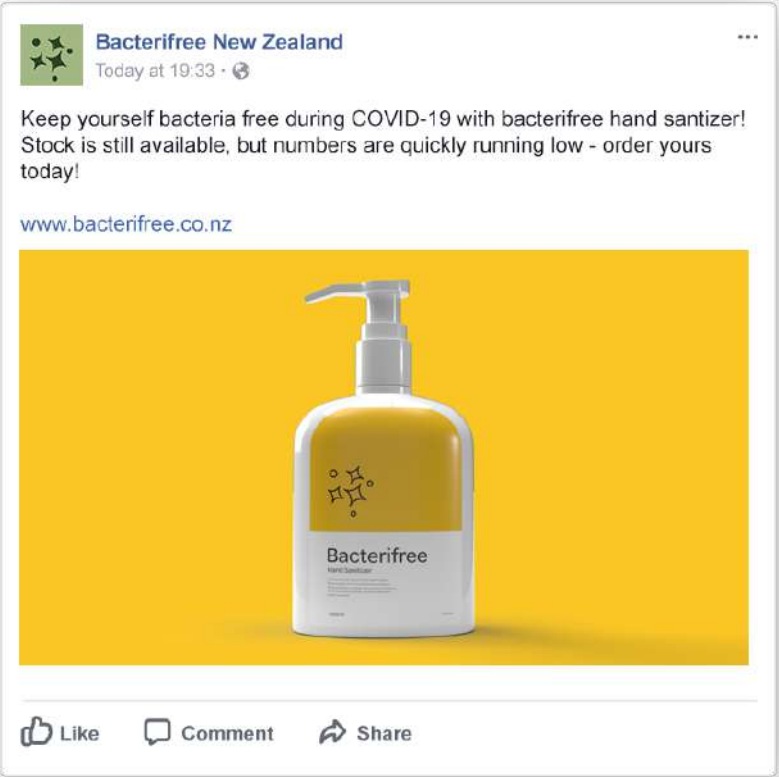 Bacterifree New Zealand
Today at 19:33 ·
Keep yourself bacteria free during COVID-19 with bacterifree hand santizer!
Stock is still available, but numbers are quickly running low - order yours
today!
www.bacterifree.co.nz
Bacterifree
Hand Sanitizer
Like Comment Share